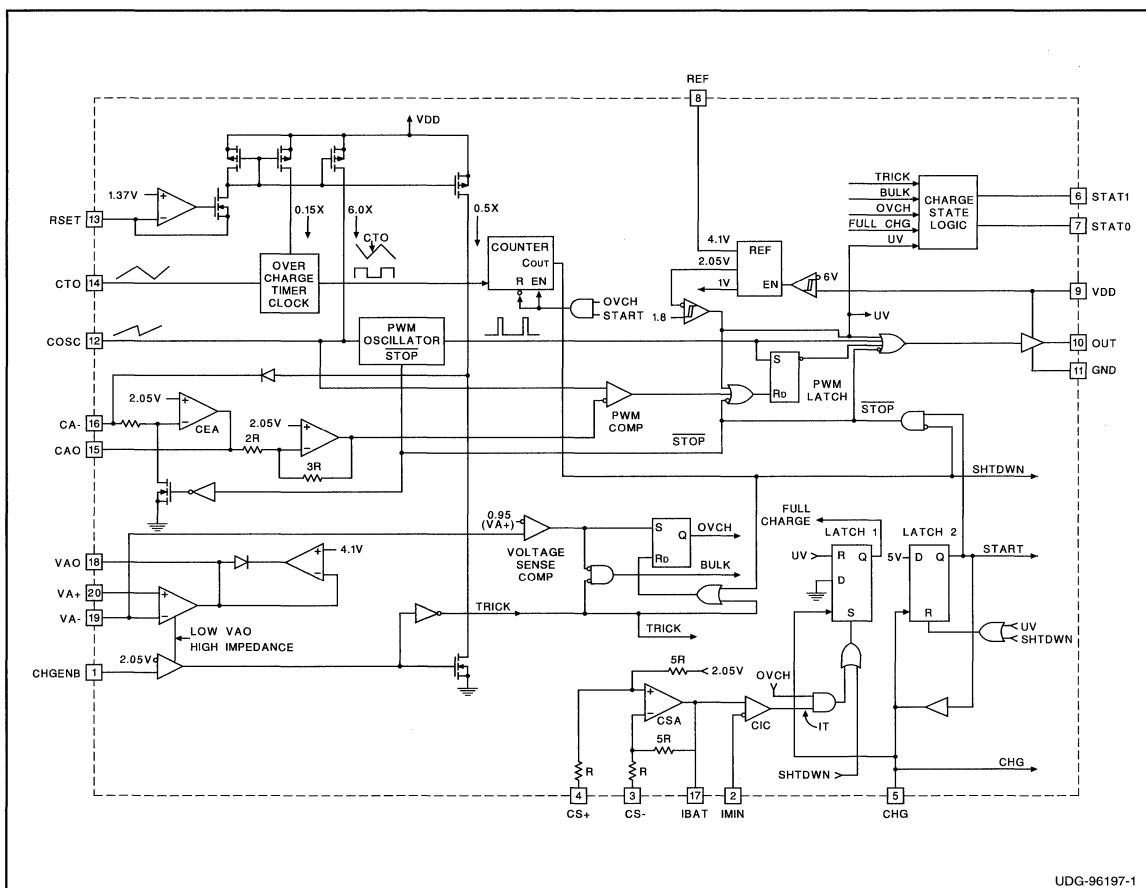 REF
8
VDD
1.37V
RSET 13
0.15X
6.0X
CTO
0.5X
COUNTER
COUT
R EN
CTO 14
OVER
CHARGE
TIMER
CLOCK
OVCH
START
4.1V
2.05V
1V
REF
EN
1.8
6V
TRICK
BULK
OVCH
FULL CHG
UV
CHARGE
STATE
LOGIC
6 STAT1
7 STAT0
9 VDD
UV
10 OUT
11 GND
COSC 12
PWM
OSCILLATOR
STOP
S
RD
PWM
LATCH
PWM
COMP
STOP
STOP
2.05V
CA- 16
CEA
CAO 15
2R
2.05V
3R
SHTDWN
0.95
(VA+)
VOLTAGE
SENSE
COMP
S
Q
RD
OVCH
BULK
TRICK
TRICK
FULL
CHARGE
LATCH 1
UV
R Q
D
S
LATCH 2
5V
D Q
R
START
UV
SHTDWN
VAO 18
4.1V
VA+ 20
VA- 19
LOW VAO
HIGH IMPEDANCE
2.05V
CHGENB 1
5R
2.05V
CSA
5R
R
R
OVCH
CIC
IT
SHTDWN
CHG
4
CS+
3
CS-
17
IBAT
2
IMIN
5
CHG
UDG-96197-1